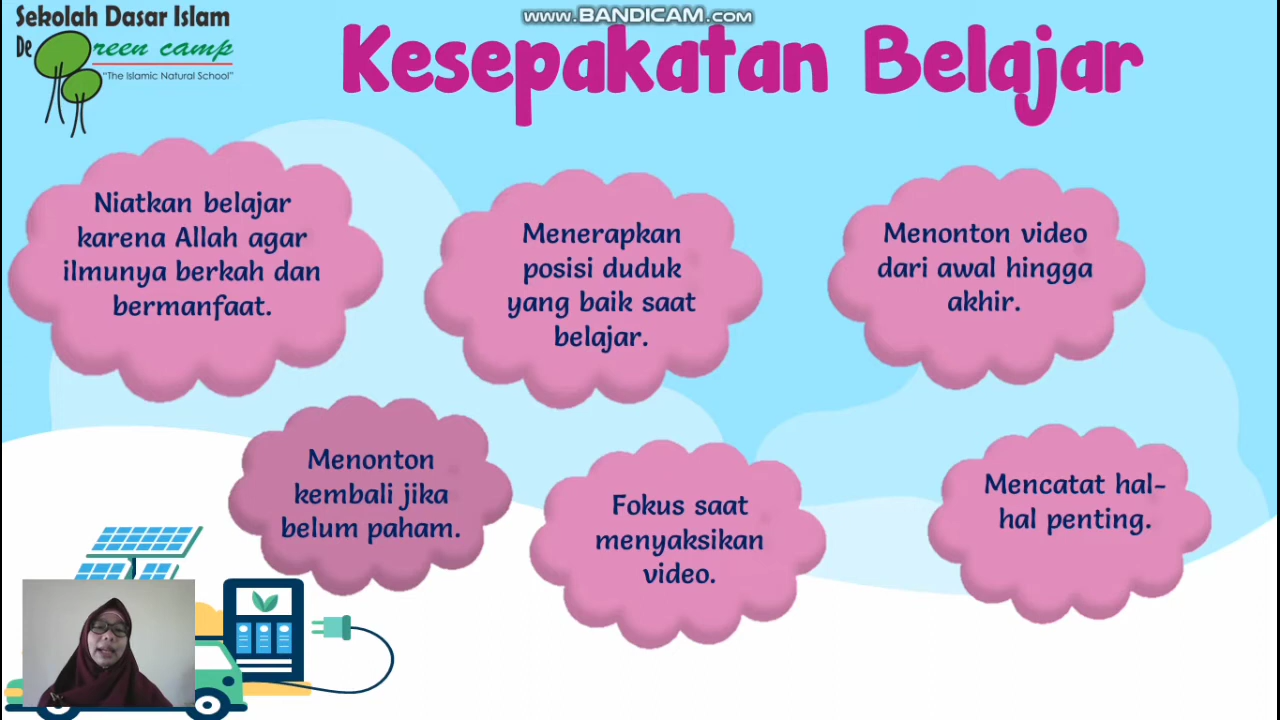 Sekolah Dasar Islam
De Green camp
"The Islamic Natural School"
www.BANDICAM.com
Kesepakatan Belajar
Niatkan belajar
karena Allah agar
ilmunya berkah dan
bermanfaat.
Menerapkan
posisi duduk
yang baik saat
belajar.
Menonton video
dari awal hingga
akhir.
Menonton
kembali jika
belum paham.
Fokus saat
menyaksikan
video.
Mencatat hal-
hal penting.